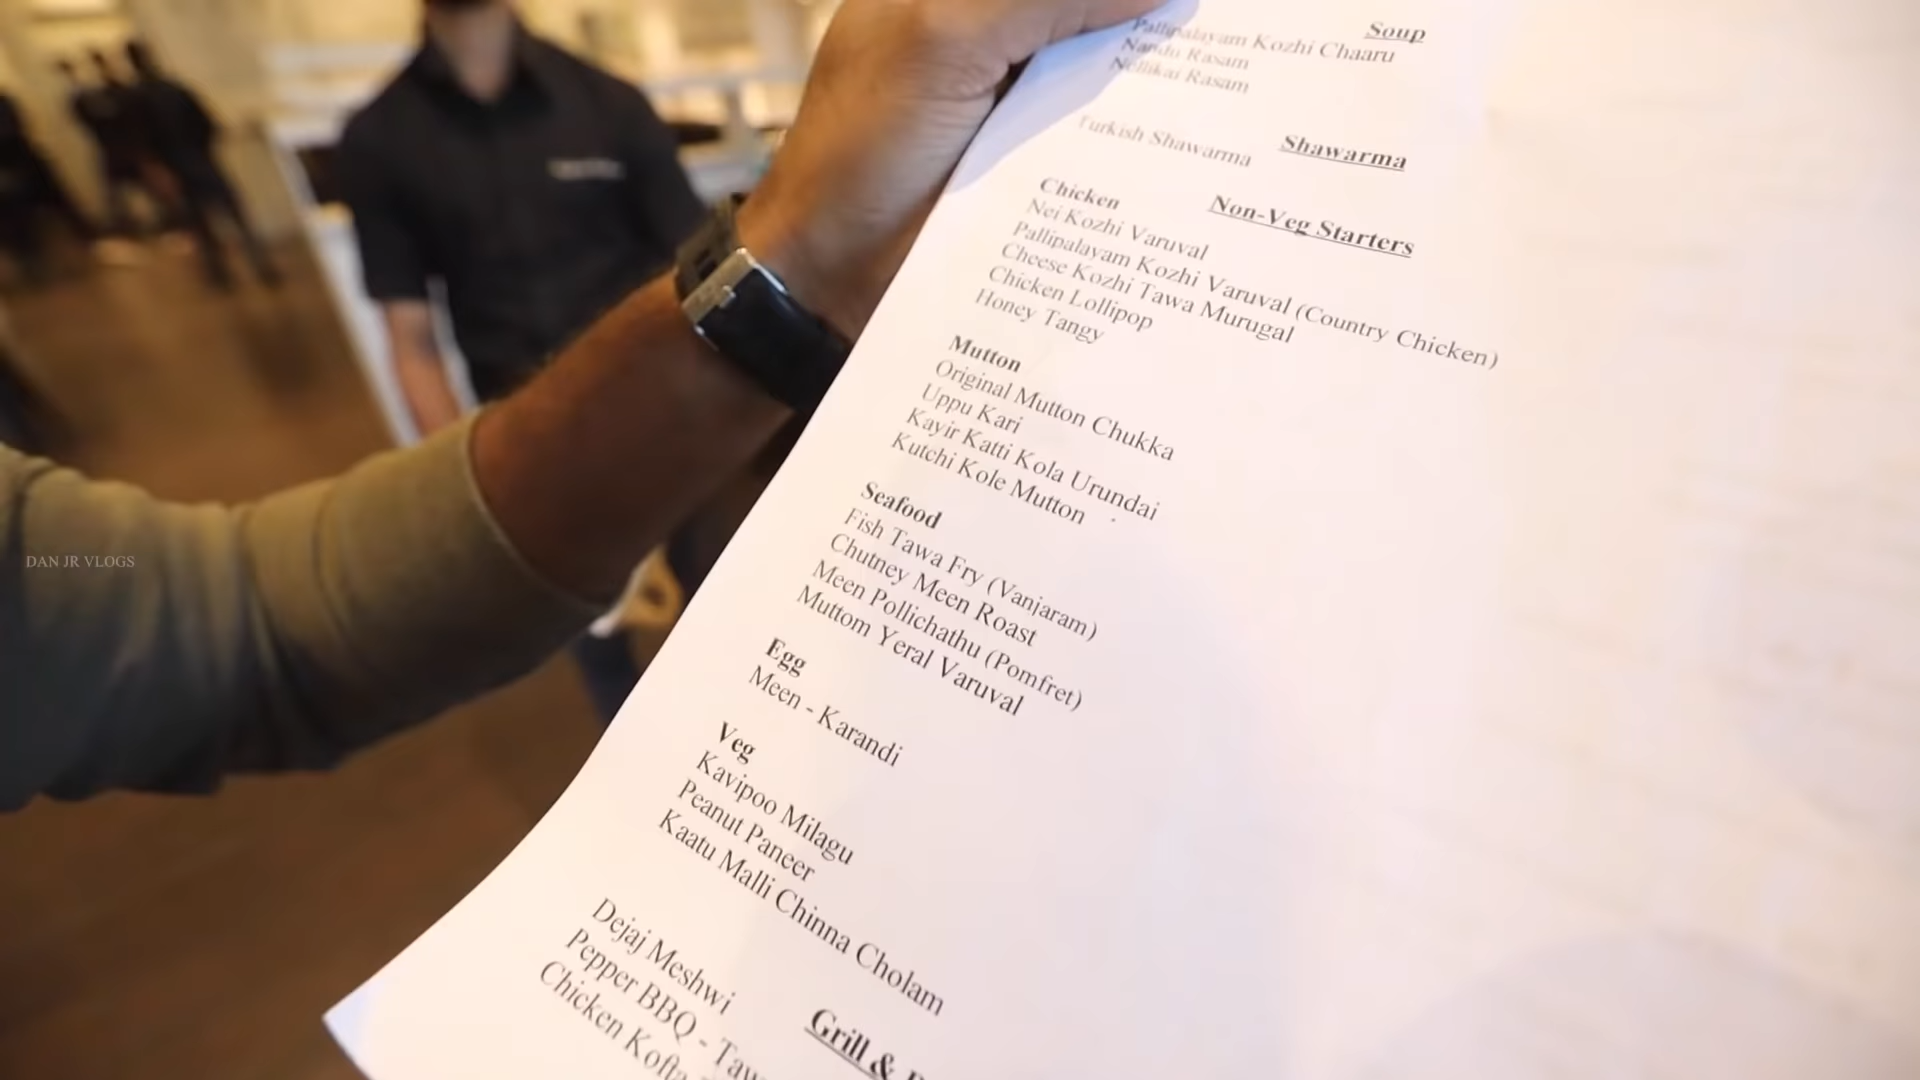 Soup
Pallipalayam Kozhi Chaaru
Nandu Rasam
Nellikai Rasam
Shawarma
Turkish Shawarma
Non-Veg Starters
Chicken
Nei Kozhi Varuval
Pallipalayam Kozhi Varuval (Country Chicken)
Cheese Kozhi Tawa Murugal
Chicken Lollipop
Honey Tangy
Mutton
Original Mutton Chukka
Uppu Kari
Kayir Katti Kola Urundai
Kutchi Kole Mutton
Seafood
Fish Tawa Fry (Vanjaram)
Chutney Meen Roast
Meen Pollichathu (Pomfret)
Muttom Yeral Varuval
Egg
Meen - Karandi
Veg
Kavipoo Milagu
Peanut Paneer
Kaatu Malli Chinna Cholam
Grill &
Dejaj Meshwi
Pepper BBQ -
Chicken
DAN JR VLOGS